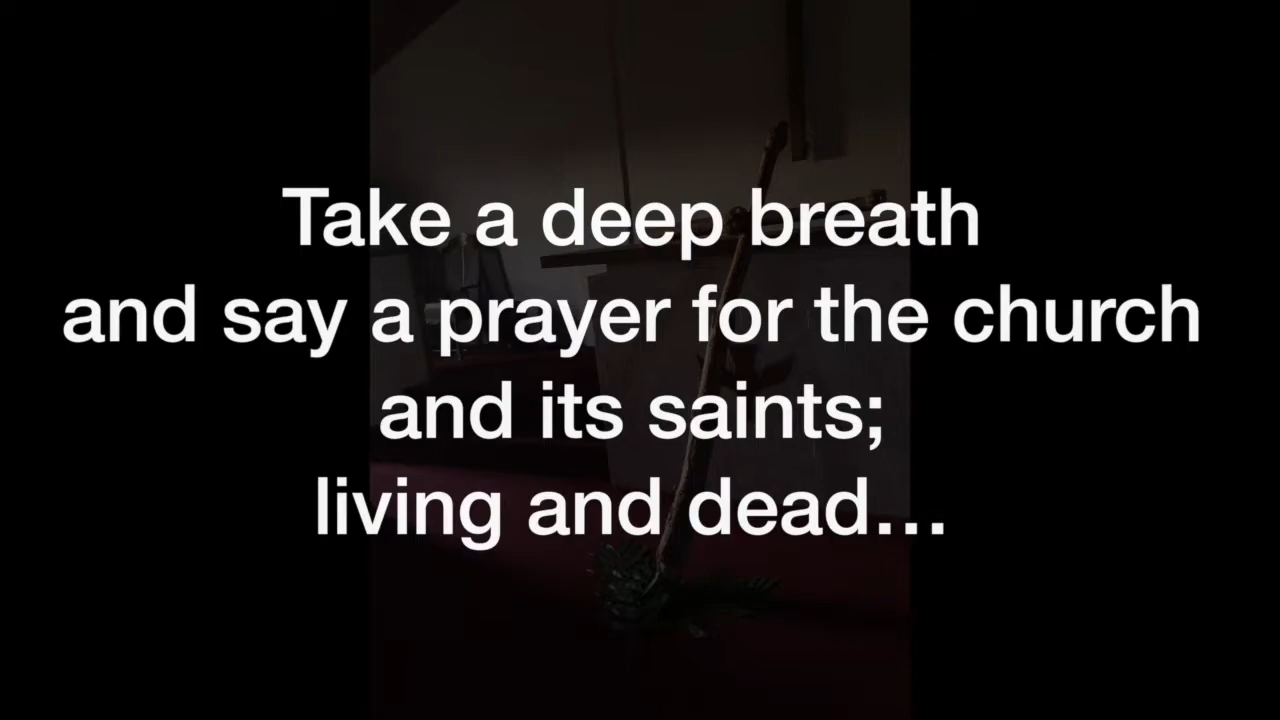 Take a deep breath
and say a prayer for the church
and its saints;
living and dead…